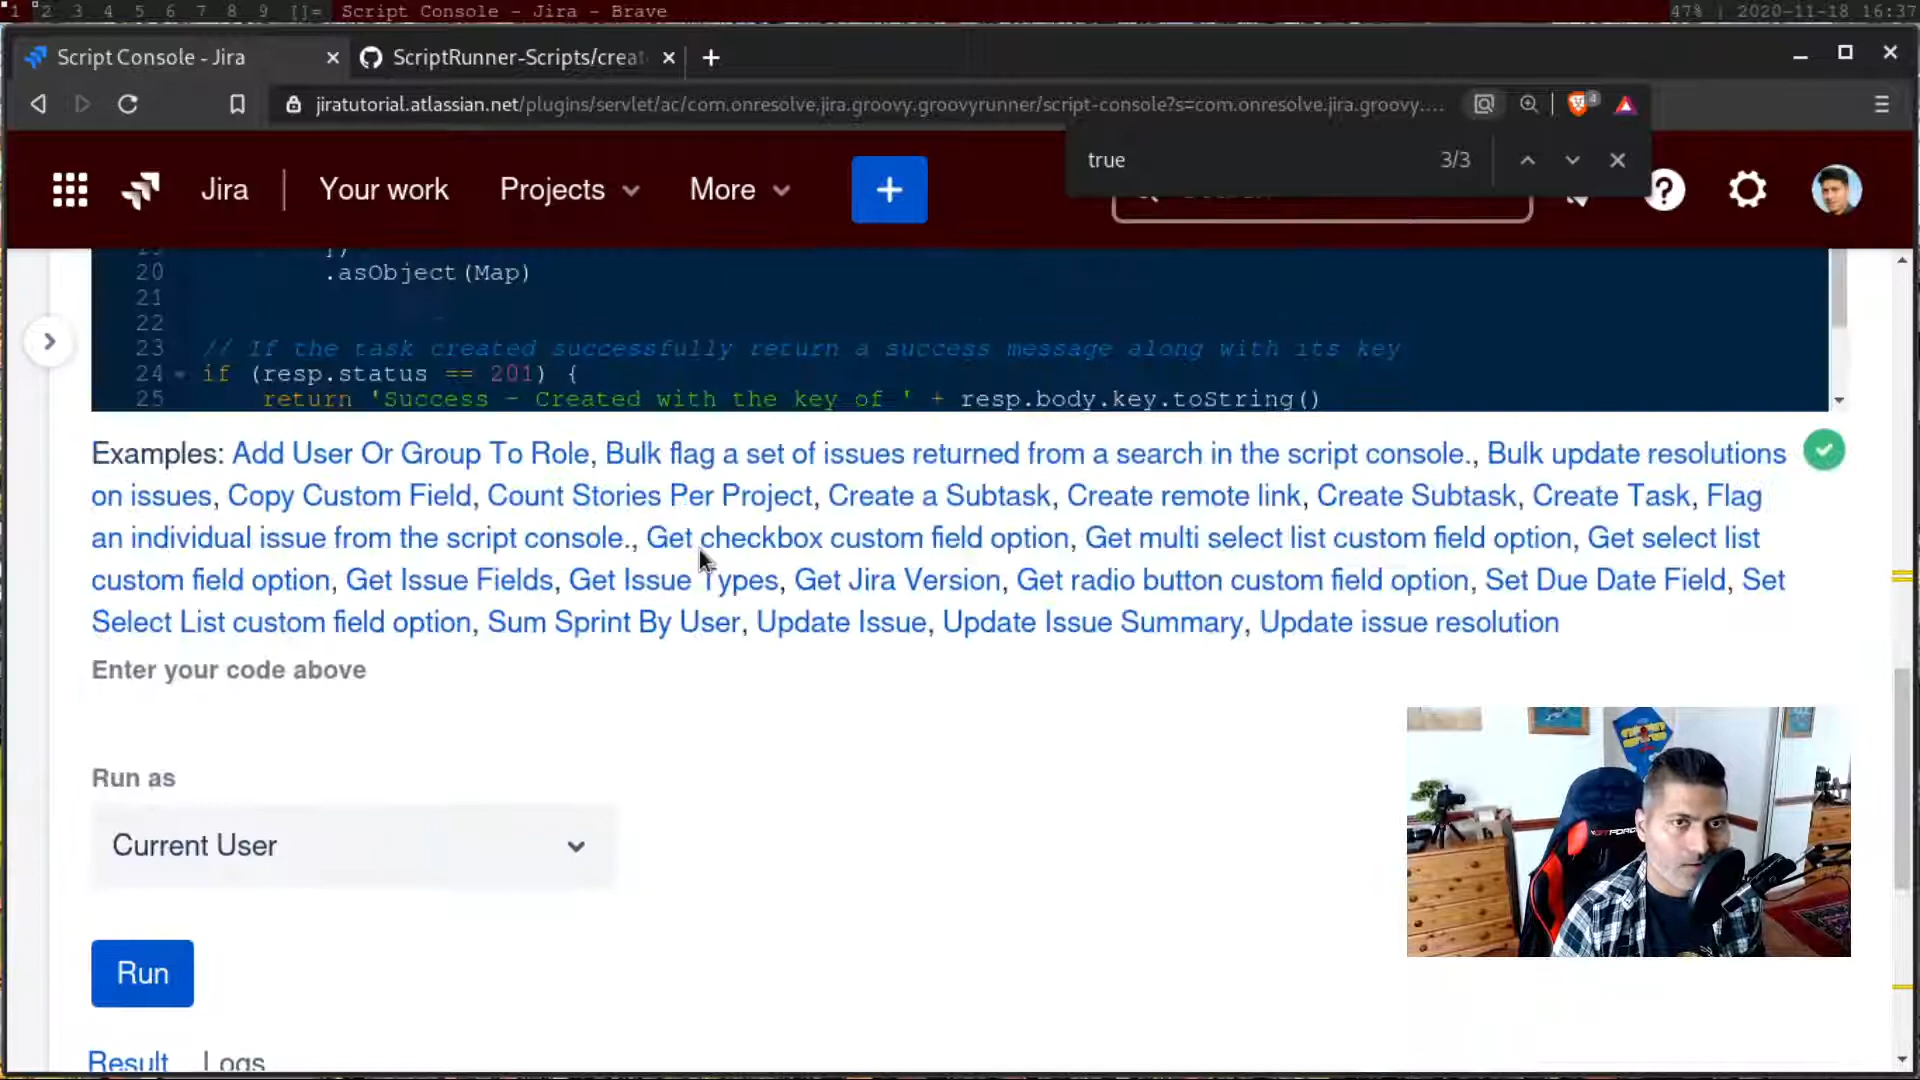 1 2 3 4 5 6 7 8 9 []= Script Console - Jira - Brave 47% | 2020-11-18 16:37
Script Console - Jira ScriptRunner-Scripts/creat
jiratutorial.atlassian.net/plugins/servlet/ac/com.onresolve.jira.groovy.groovyrunner/script-console?s=com.onresolve.jira.groovy.... 4
true 3/3
Jira Your work Projects More
20 .asObject(Map)
21
22
23 // If the task created successfully return a success message along with its key
24 if (resp.status == 201) {
25 return 'Success - Created with the key of ' + resp.body.key.toString()
Examples: Add User Or Group To Role, Bulk flag a set of issues returned from a search in the script console., Bulk update resolutions
on issues, Copy Custom Field, Count Stories Per Project, Create a Subtask, Create remote link, Create Subtask, Create Task, Flag
an individual issue from the script console., Get checkbox custom field option, Get multi select list custom field option, Get select list
custom field option, Get Issue Fields, Get Issue Types, Get Jira Version, Get radio button custom field option, Set Due Date Field, Set
Select List custom field option, Sum Sprint By User, Update Issue, Update Issue Summary, Update issue resolution
Enter your code above
Run as
Current User
Run
Result Logs